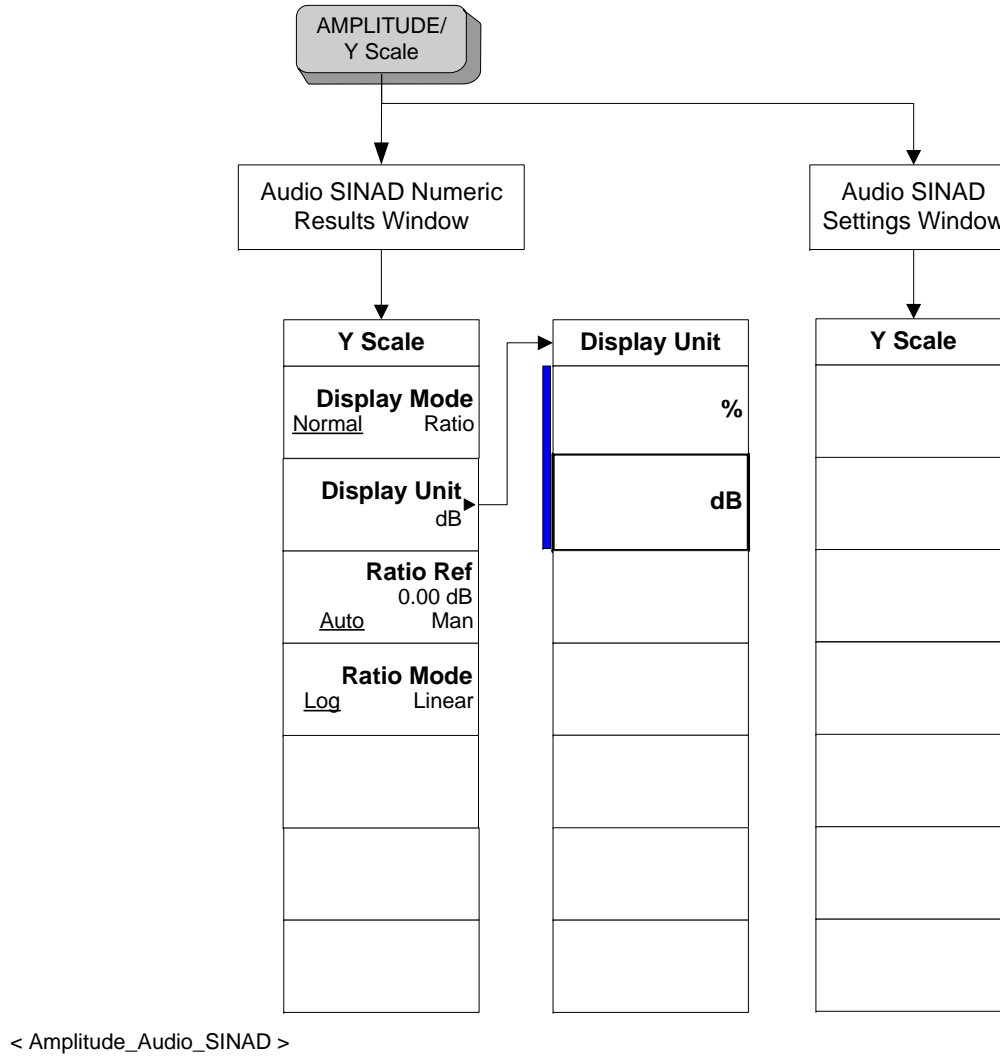 AMPLITUDE/
Y Scale
Audio SINAD Numeric
Results Window
Audio SINAD
Settings Window
Y Scale
Display Mode
Normal Ratio
Display Unit
dB
Ratio Ref
0.00 dB
Auto Man
Ratio Mode
Log Linear
Display Unit
%
dB
Y Scale
< Amplitude_Audio_SINAD >